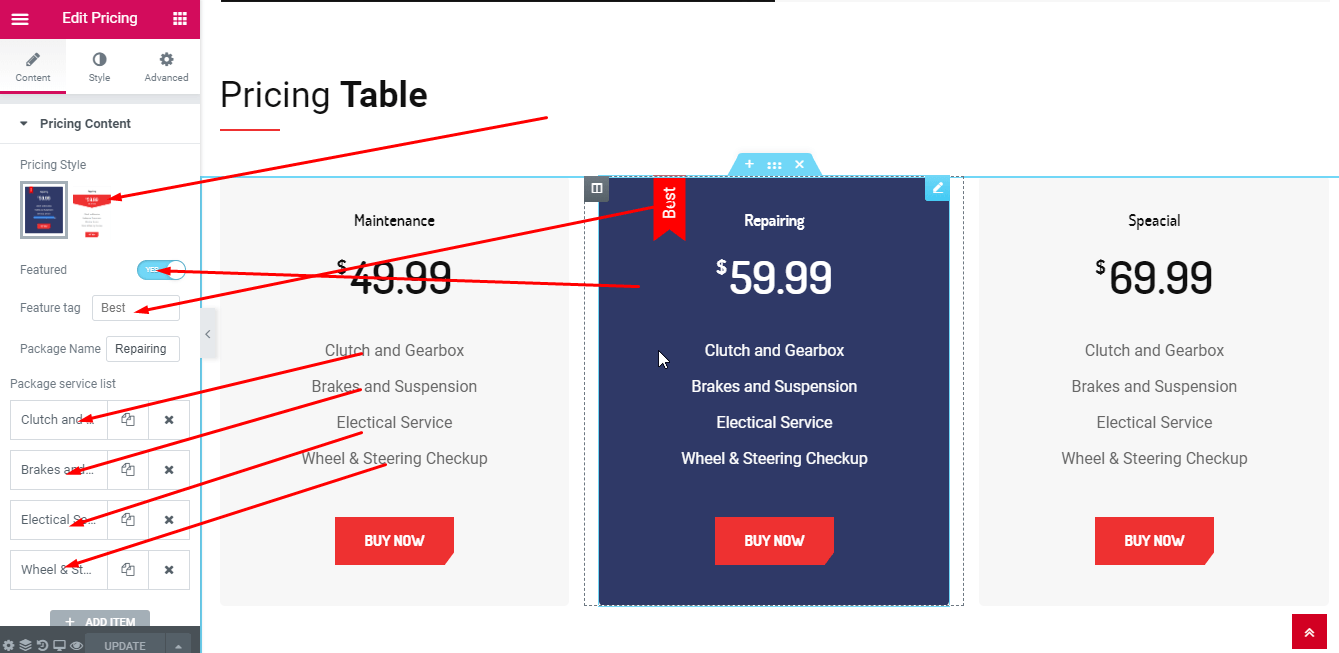 Edit Pricing
Content
Style
Advanced
Pricing Content
Pricing Style
Featured
YES
Feature tag
Best
Package Name
Repairing
Package service list
Clutch and ...
Brakes and...
Electical Se...
Wheel & St...
ADD ITEM
UPDATE
Pricing Table
Maintenance
$49.99
Clutch and Gearbox
Brakes and Suspension
Electical Service
Wheel & Steering Checkup
BUY NOW
Best
Repairing
$59.99
Clutch and Gearbox
Brakes and Suspension
Electical Service
Wheel & Steering Checkup
BUY NOW
Speacial
$69.99
Clutch and Gearbox
Brakes and Suspension
Electical Service
Wheel & Steering Checkup
BUY NOW